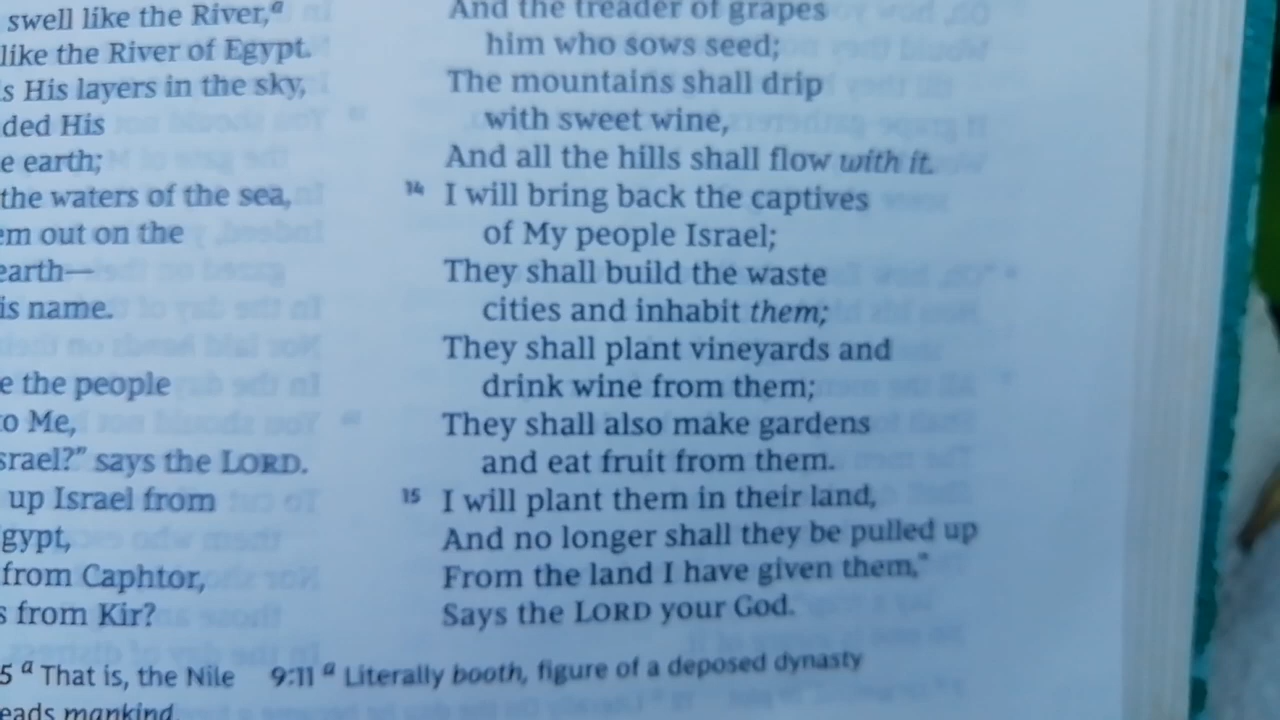 swell like the River,a
like the River of Egypt.
s His layers in the sky,
ded His
e earth;
the waters of the sea,
em out on the
earth—
is name.
e the people
to Me,
srael?" says the LORD.
up Israel from
gypt,
from Caphtor,
s from Kir?
And the treader of grapes
him who sows seed;
The mountains shall drip
with sweet wine,
And all the hills shall flow with it.
14 I will bring back the captives
of My people Israel;
They shall build the waste
cities and inhabit them;
They shall plant vineyards and
drink wine from them;
They shall also make gardens
and eat fruit from them.
15 I will plant them in their land,
And no longer shall they be pulled up
From the land I have given them,"
Says the LORD your God.
5 a That is, the Nile 9:11 a Literally booth, figure of a deposed dynasty
eads mankind.